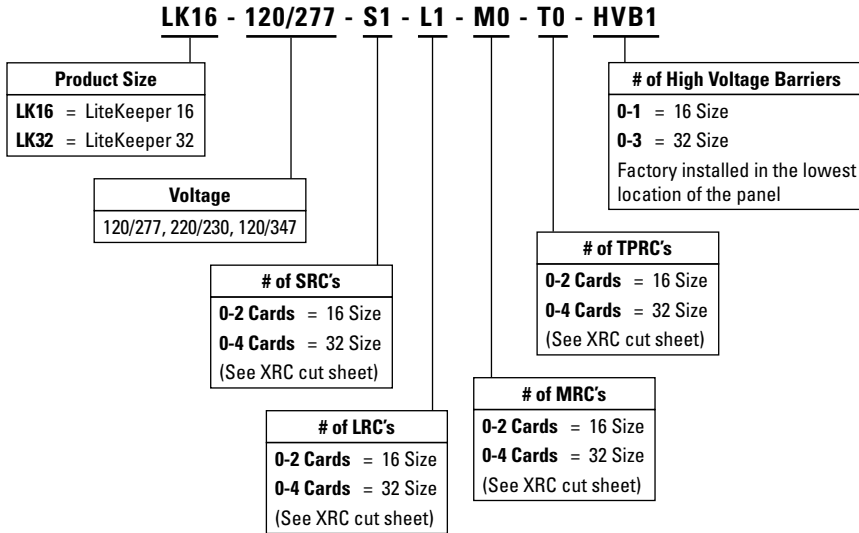 LK16 - 120/277 - S1 - L1 - M0 - T0 - HVB1
Product Size
LK16 = LiteKeeper 16
LK32 = LiteKeeper 32
# of High Voltage Barriers
0-1 = 16 Size
0-3 = 32 Size
Factory installed in the lowest
location of the panel
Voltage
120/277, 220/230, 120/347
# of TPRC's
0-2 Cards = 16 Size
0-4 Cards = 32 Size
(See XRC cut sheet)
# of SRC's
0-2 Cards = 16 Size
0-4 Cards = 32 Size
(See XRC cut sheet)
# of MRC's
0-2 Cards = 16 Size
0-4 Cards = 32 Size
(See XRC cut sheet)
# of LRC's
0-2 Cards = 16 Size
0-4 Cards = 32 Size
(See XRC cut sheet)